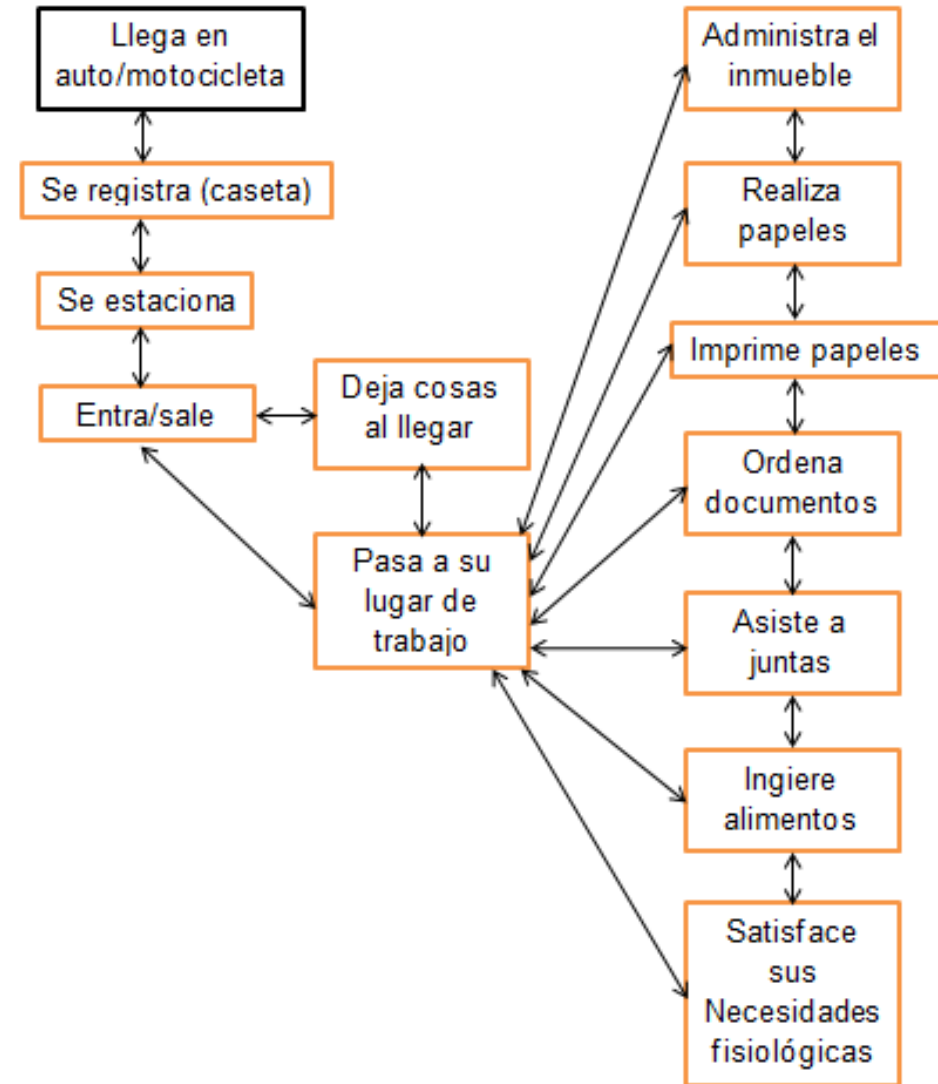 Llega en
auto/motocicleta
Se registra (caseta)
Se estaciona
Entra/sale
Deja cosas
al llegar
Pasa a su
lugar de
trabajo
Administra el
inmueble
Realiza
papeles
Imprime papeles
Ordena
documentos
Asiste a
juntas
Ingiere
alimentos
Satisface
sus
Necesidades
fisiológicas